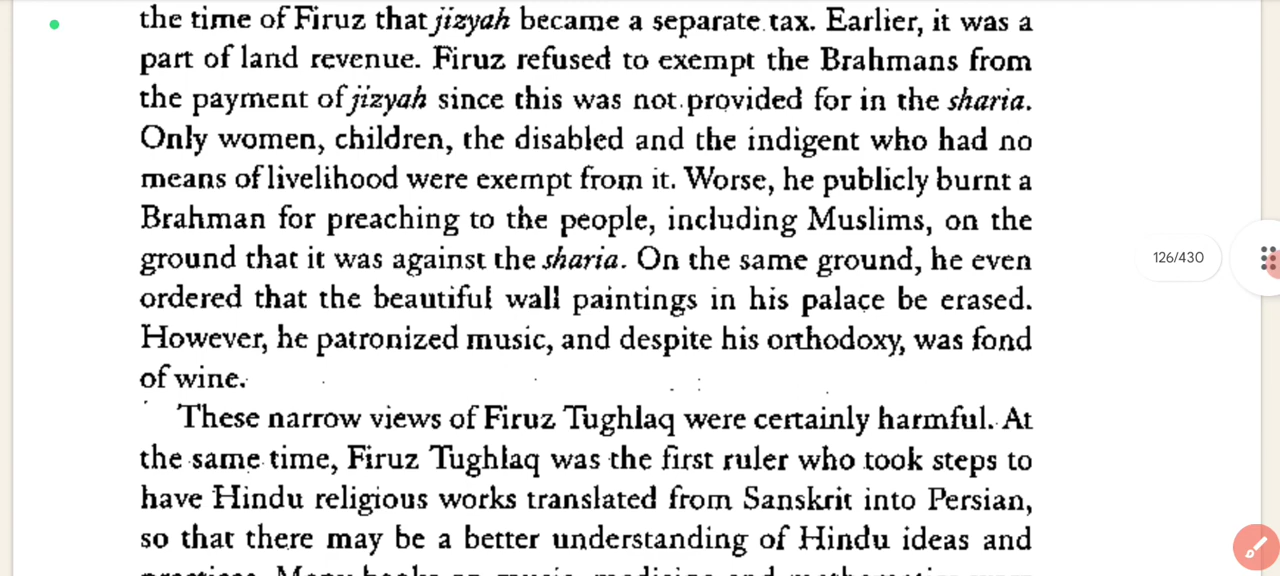 the time of Firuz that jizyah became a separate tax. Earlier, it was a
part of land revenue. Firuz refused to exempt the Brahmans from
the payment of jizyah since this was not provided for in the sharia.
Only women, children, the disabled and the indigent who had no
means of livelihood were exempt from it. Worse, he publicly burnt a
Brahman for preaching to the people, including Muslims, on the
ground that it was against the sharia. On the same ground, he even
ordered that the beautiful wall paintings in his palace be erased.
However, he patronized music, and despite his orthodoxy, was fond
of wine.
These narrow views of Firuz Tughlaq were certainly harmful. At
the same time, Firuz Tughlaq was the first ruler who took steps to
have Hindu religious works translated from Sanskrit into Persian,
so that there may be a better understanding of Hindu ideas and
126/430